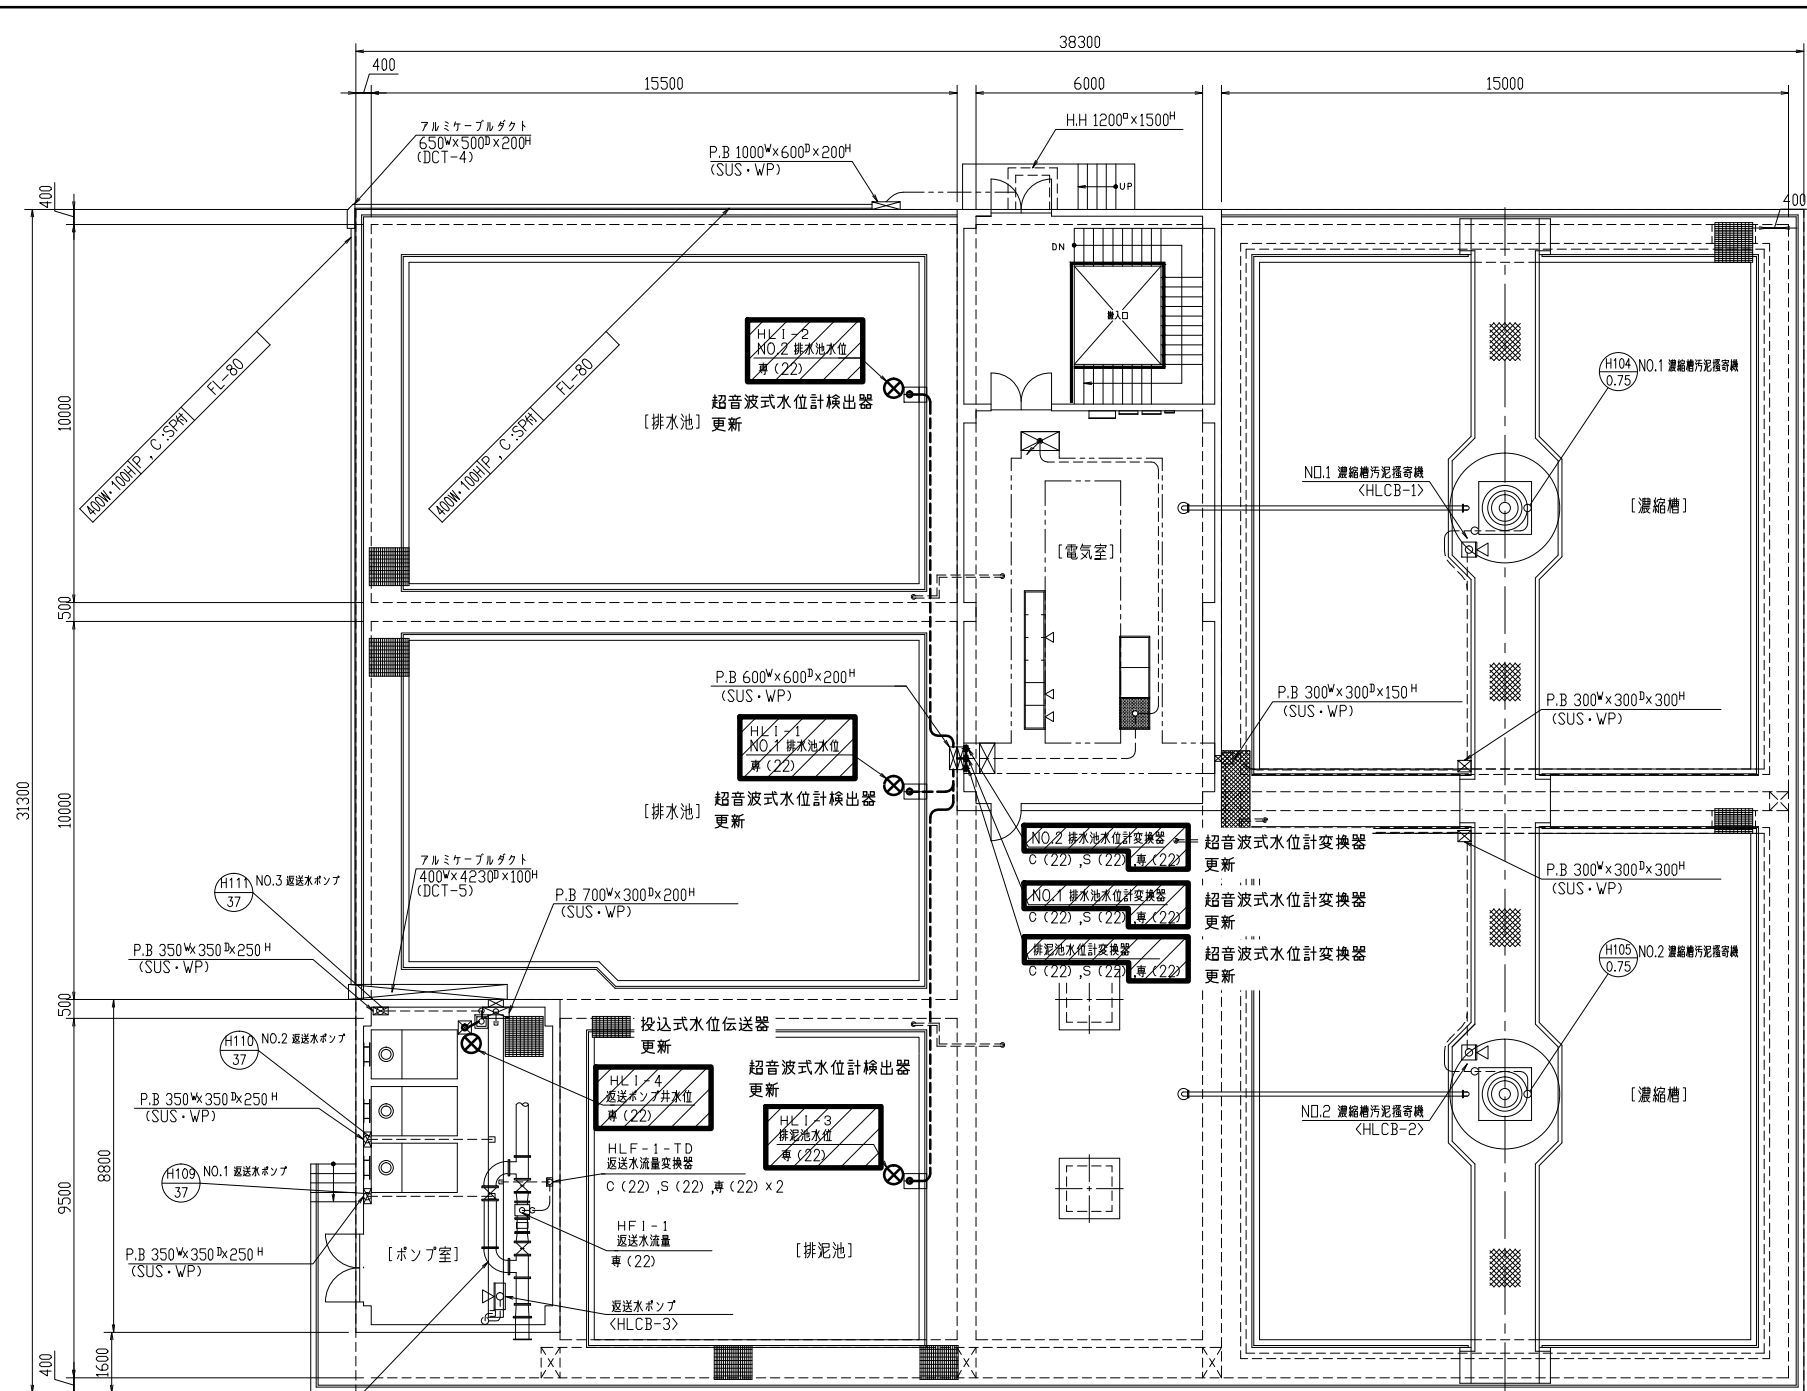 38300
400
15500
6000
15000
アルミケーブルダクト
650W×500D×200H
(DCT-4)
P.B 1000W×600D×200H
(SUS・WP)
H.H 1200□×1500H
UP
400
400
DN
搬入口
HLI-2
NO.2 排水池水位
専(22)
超音波式水位計検出器
更新
[排水池]
400W・100H P , C :SP付 FL-80
400W・100H P , C :SP付 FL-80
10000
H104
0.75
NO.1 濃縮槽汚泥掻寄機
NO.1 濃縮槽汚泥掻寄機
<HLCB-1>
[濃縮槽]
[電気室]
500
P.B 600W×600D×200H
(SUS・WP)
P.B 300W×300D×150H
(SUS・WP)
P.B 300W×300D×300H
(SUS・WP)
HLI-1
NO.1 排水池水位
専(22)
超音波式水位計検出器
更新
[排水池]
31300
10000
NO.2 排水池水位計変換器
C (22) ,S (22) ,専(22)
超音波式水位計変換器
更新
NO.1 排水池水位計変換器
C (22) ,S (22) ,専(22)
超音波式水位計変換器
更新
排泥池水位計変換器
C (22) ,S (22) ,専(22)
超音波式水位計変換器
更新
P.B 300W×300D×300H
(SUS・WP)
アルミケーブルダクト
400W×4230D×100H
(DCT-5)
H111
37
NO.3 返送水ポンプ
P.B 700W×300D×200H
(SUS・WP)
P.B 350W×350D×250H
(SUS・WP)
H105
0.75
NO.2 濃縮槽汚泥掻寄機
500
投込式水位伝送器
更新
H110
37
NO.2 返送水ポンプ
HLI-4
返送ポンプ井水位
専(22)
超音波式水位計検出器
更新
HLI-3
排泥池水位
専(22)
P.B 350W×350D×250H
(SUS・WP)
NO.2 濃縮槽汚泥掻寄機
<HLCB-2>
[濃縮槽]
HLF-1-TD
返送水流量変換器
C (22) ,S (22) ,専(22) ×2
H109
37
NO.1 返送水ポンプ
8800
9500
HFI-1
返送水流量
専(22)
[排泥池]
P.B 350W×350D×250H
(SUS・WP)
[ポンプ室]
返送水ポンプ
<HLCB-3>
1600
400